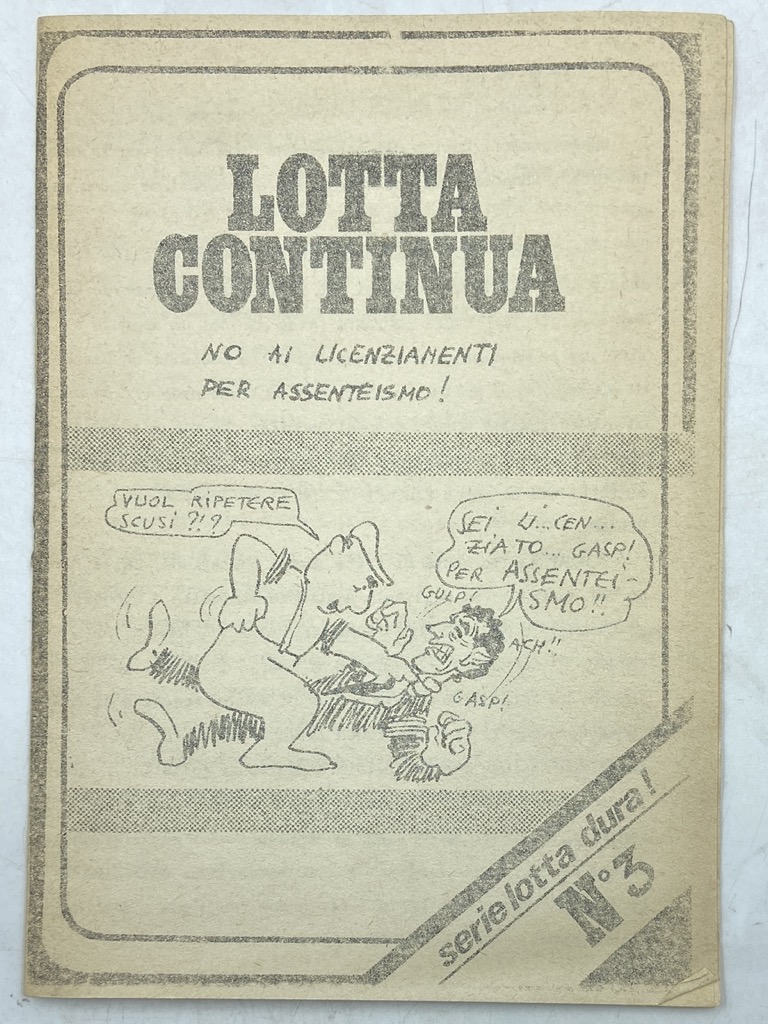 LOTTA
CONTINUA
NO AI LICENZIAMENTI
PER ASSENTEISMO!
VUOL RIPETERE
SCUSI ?!?
SEI LI...CEN...
ZIATO... GASP!
PER ASSENTEI-
SMO!!
GULP!
ACH!!
GASP!
serie lotta dura!
N°3